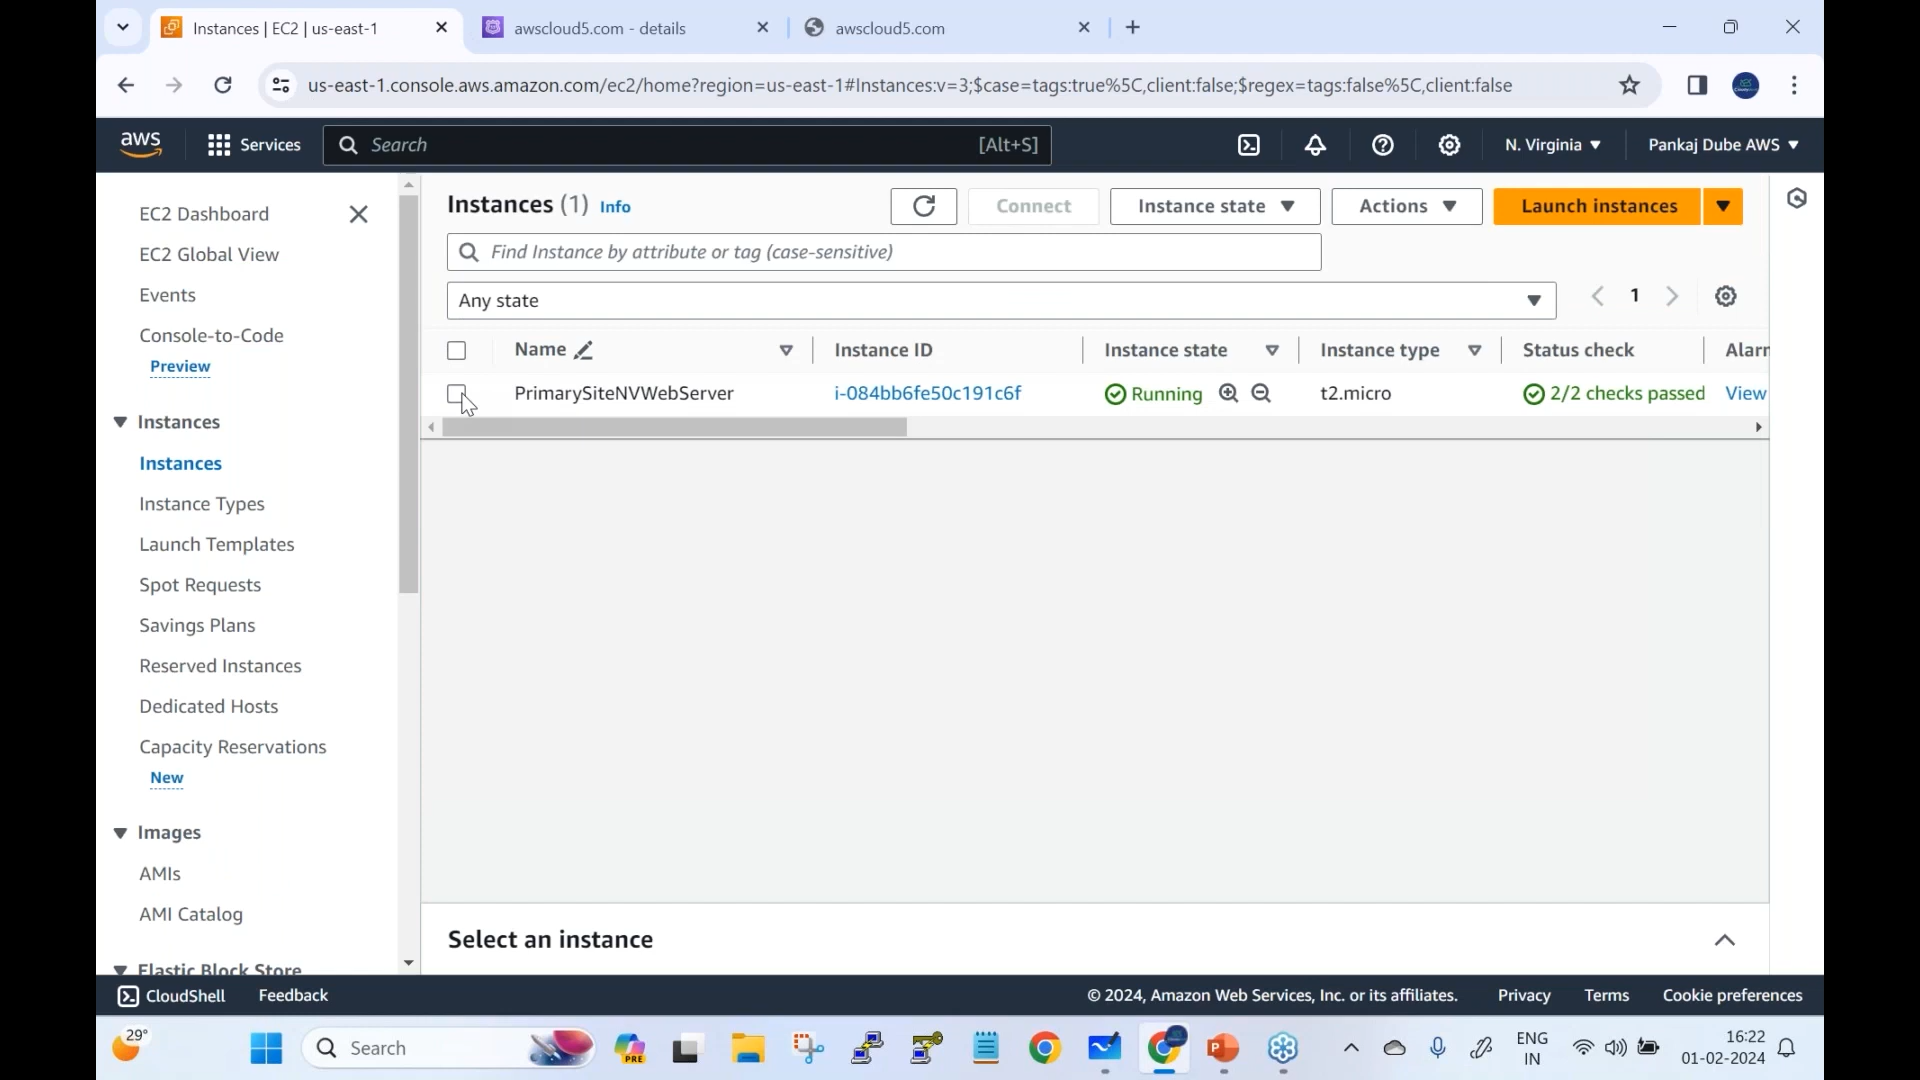 Instances | EC2 | us-east-1
awscloud5.com - details
awscloud5.com
us-east-1.console.aws.amazon.com/ec2/home?region=us-east-1#Instances:v=3;$case=tags:true%5C,client:false;$regex=tags:false%5C,client:false
aws
Services
Search
[Alt+S]
N. Virginia
Pankaj Dube AWS
EC2 Dashboard
EC2 Global View
Events
Console-to-Code
Preview
Instances
Instances
Instance Types
Launch Templates
Spot Requests
Savings Plans
Reserved Instances
Dedicated Hosts
Capacity Reservations
New
Images
AMIs
AMI Catalog
Elastic Block Store
Instances (1) Info
Connect
Instance state
Actions
Launch instances
Find Instance by attribute or tag (case-sensitive)
Any state
1
Name
Instance ID
Instance state
Instance type
Status check
Alarr
PrimarySiteNVWebServer
i-084bb6fe50c191c6f
Running
t2.micro
2/2 checks passed
View
Select an instance
CloudShell
Feedback
© 2024, Amazon Web Services, Inc. or its affiliates.
Privacy
Terms
Cookie preferences
29°
Search
PRE
ENG
IN
16:22
01-02-2024